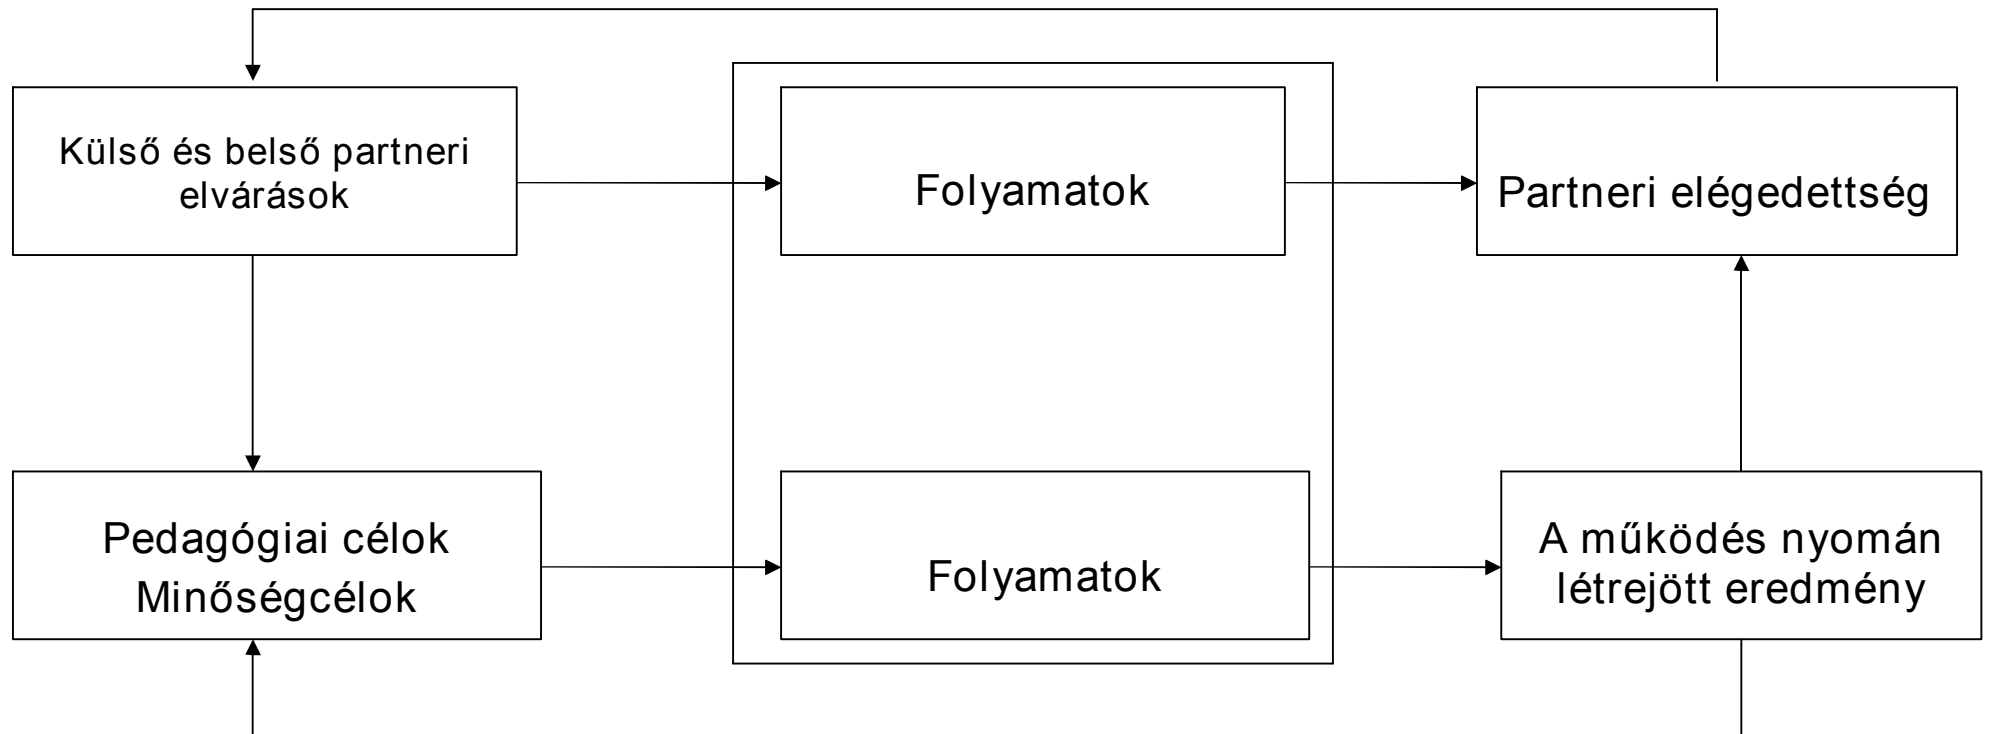 Külső és belső partneri
elvárások
Folyamatok
Partneri elégedettség
Pedagógiai célok
Minőségcélok
Folyamatok
A működés nyomán
létrejött eredmény